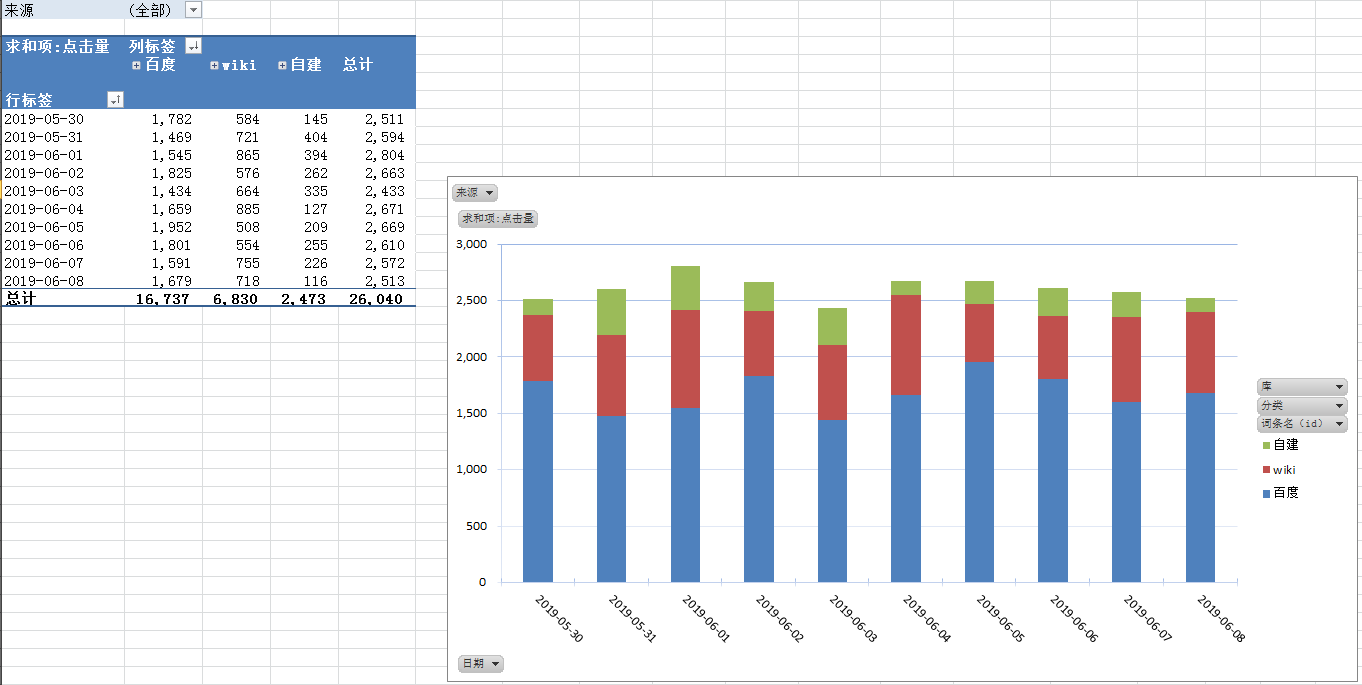 来源 (全部)
求和项:点击量 列标签
百度 wiki 自建 总计
行标签
2019-05-30 1,782 584 145 2,511
2019-05-31 1,469 721 404 2,594
2019-06-01 1,545 865 394 2,804
2019-06-02 1,825 576 262 2,663
2019-06-03 1,434 664 335 2,433
2019-06-04 1,659 885 127 2,671
2019-06-05 1,952 508 209 2,669
2019-06-06 1,801 554 255 2,610
2019-06-07 1,591 755 226 2,572
2019-06-08 1,679 718 116 2,513
总计 16,737 6,830 2,473 26,040
来源
求和项:点击量
3,000
2,500
2,000
1,500
1,000
500
0
2019-05-30 2019-05-31 2019-06-01 2019-06-02 2019-06-03 2019-06-04 2019-06-05 2019-06-06 2019-06-07 2019-06-08
日期
库
分类
词条名（id）
自建
wiki
百度